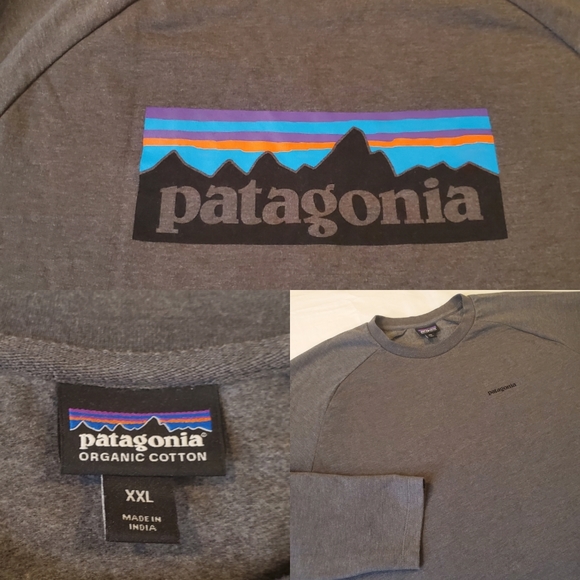 patagonia
patagonia®
ORGANIC COTTON
XXL
MADE IN
INDIA
patagonia